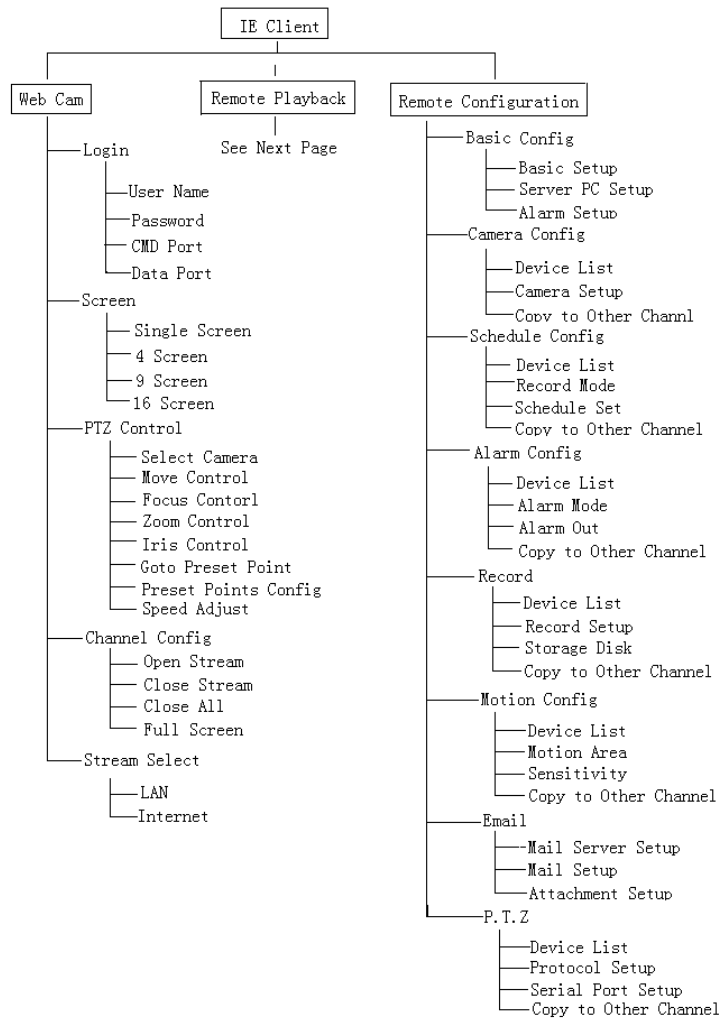 IE Client
Web Cam
Login
User Name
Password
CMD Port
Data Port
Screen
Single Screen
4 Screen
9 Screen
16 Screen
PTZ Control
Select Camera
Move Control
Focus Contorl
Zoom Control
Iris Control
Goto Preset Point
Preset Points Config
Speed Adjust
Channel Config
Open Stream
Close Stream
Close All
Full Screen
Stream Select
LAN
Internet
Remote Playback
See Next Page
Remote Configuration
Basic Config
Basic Setup
Server PC Setup
Alarm Setup
Camera Config
Device List
Camera Setup
Copy to Other Channl
Schedule Config
Device List
Record Mode
Schedule Set
Copy to Other Channel
Alarm Config
Device List
Alarm Mode
Alarm Out
Copy to Other Channel
Record
Device List
Record Setup
Storage Disk
Copy to Other Channel
Motion Config
Device List
Motion Area
Sensitivity
Copy to Other Channel
Email
Mail Server Setup
Mail Setup
Attachment Setup
P.T.Z
Device List
Protocol Setup
Serial Port Setup
Copy to Other Channel